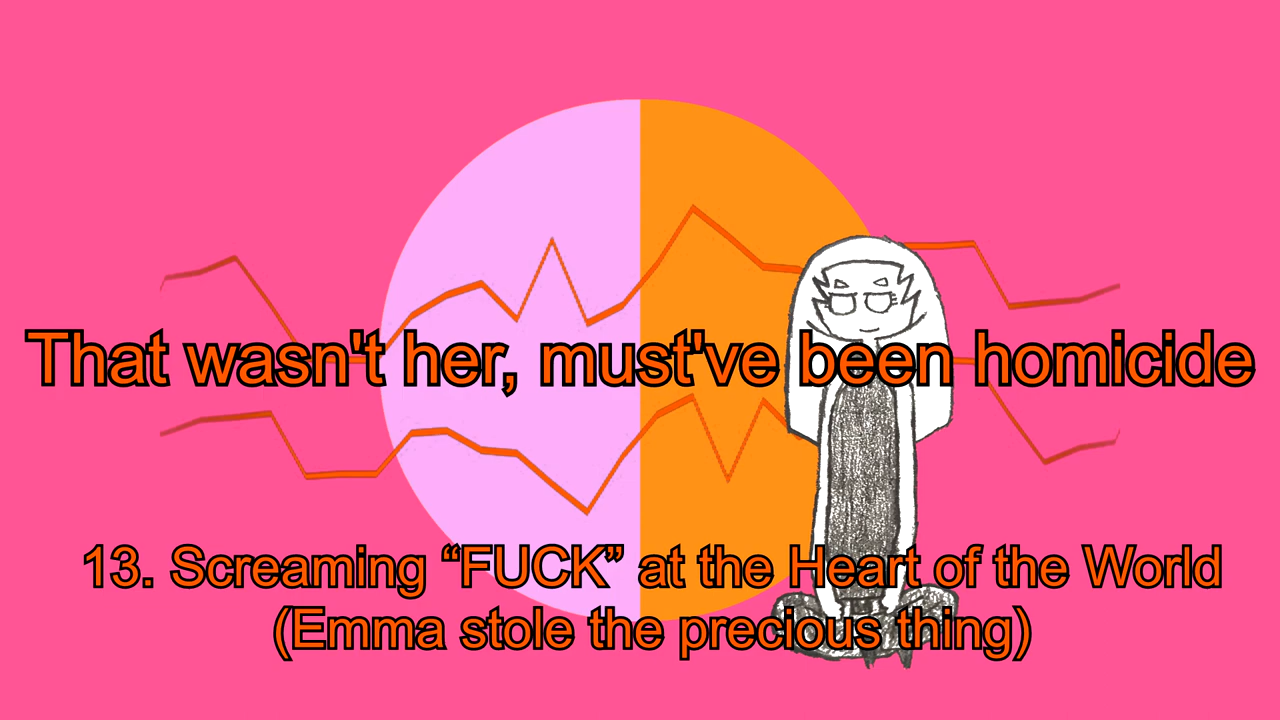 That wasn't her, must've been homicide
13. Screaming “FUCK” at the Heart of the World
(Emma stole the precious thing)